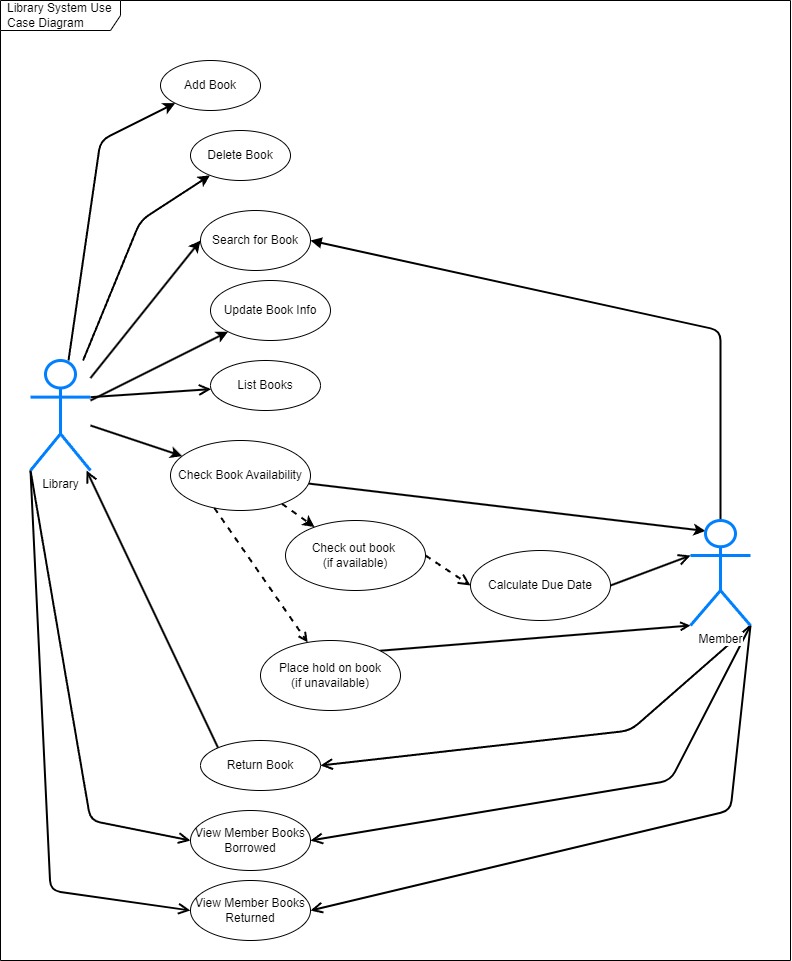 Library System Use
Case Diagram
Add Book
Delete Book
Search for Book
Update Book Info
List Books
Library
Check Book Availability
Check out book
(if available)
Calculate Due Date
Member
Place hold on book
(if unavailable)
Return Book
View Member Books
Borrowed
View Member Books
Returned